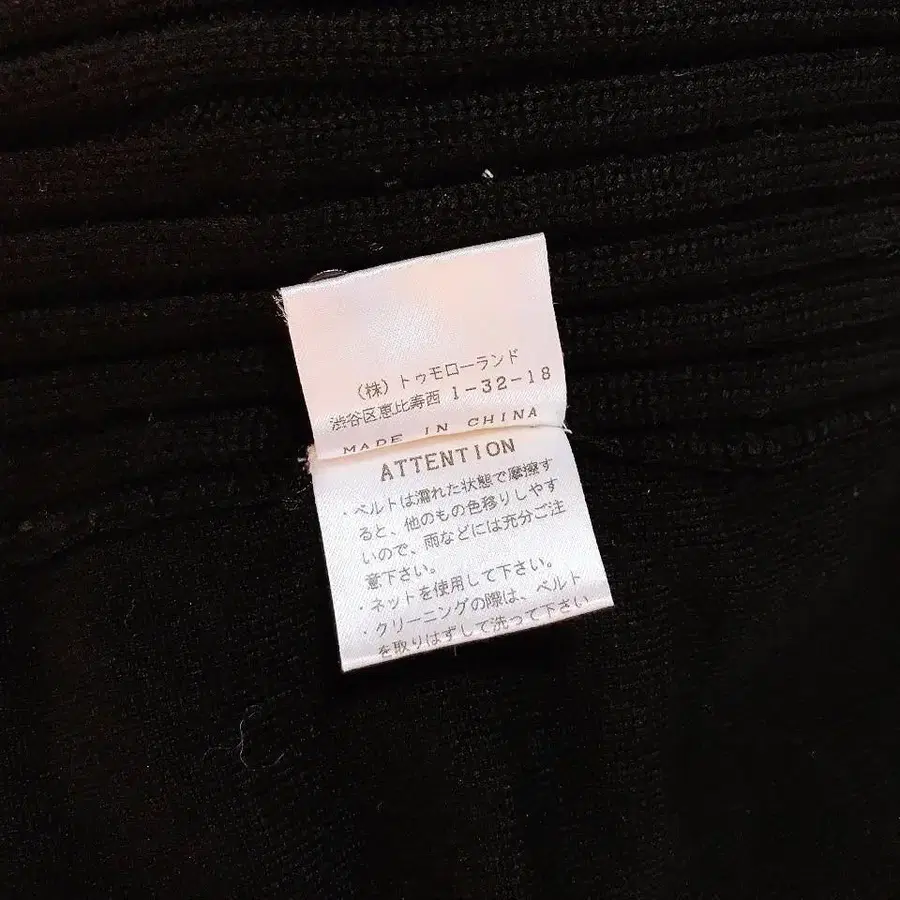 （株）トゥモローランド
渋谷区恵比寿西 1-32-18
MADE IN CHINA
ATTENTION
・ベルトは濡れた状態で摩擦す
ると、他のもの色移りしやす
いので、雨などには充分ご注
意下さい。
・ネットを使用して下さい。
・クリーニングの際は、ベルト
を取りはずして洗って下さい